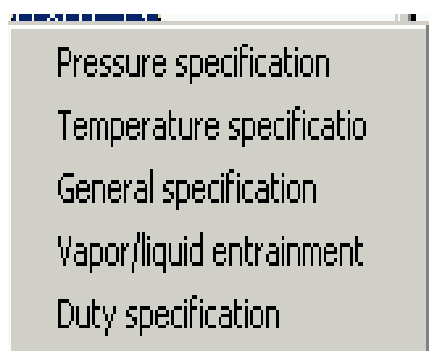 Pressure specification
Temperature specificatio
General specification
Vapor/liquid entrainment
Duty specification